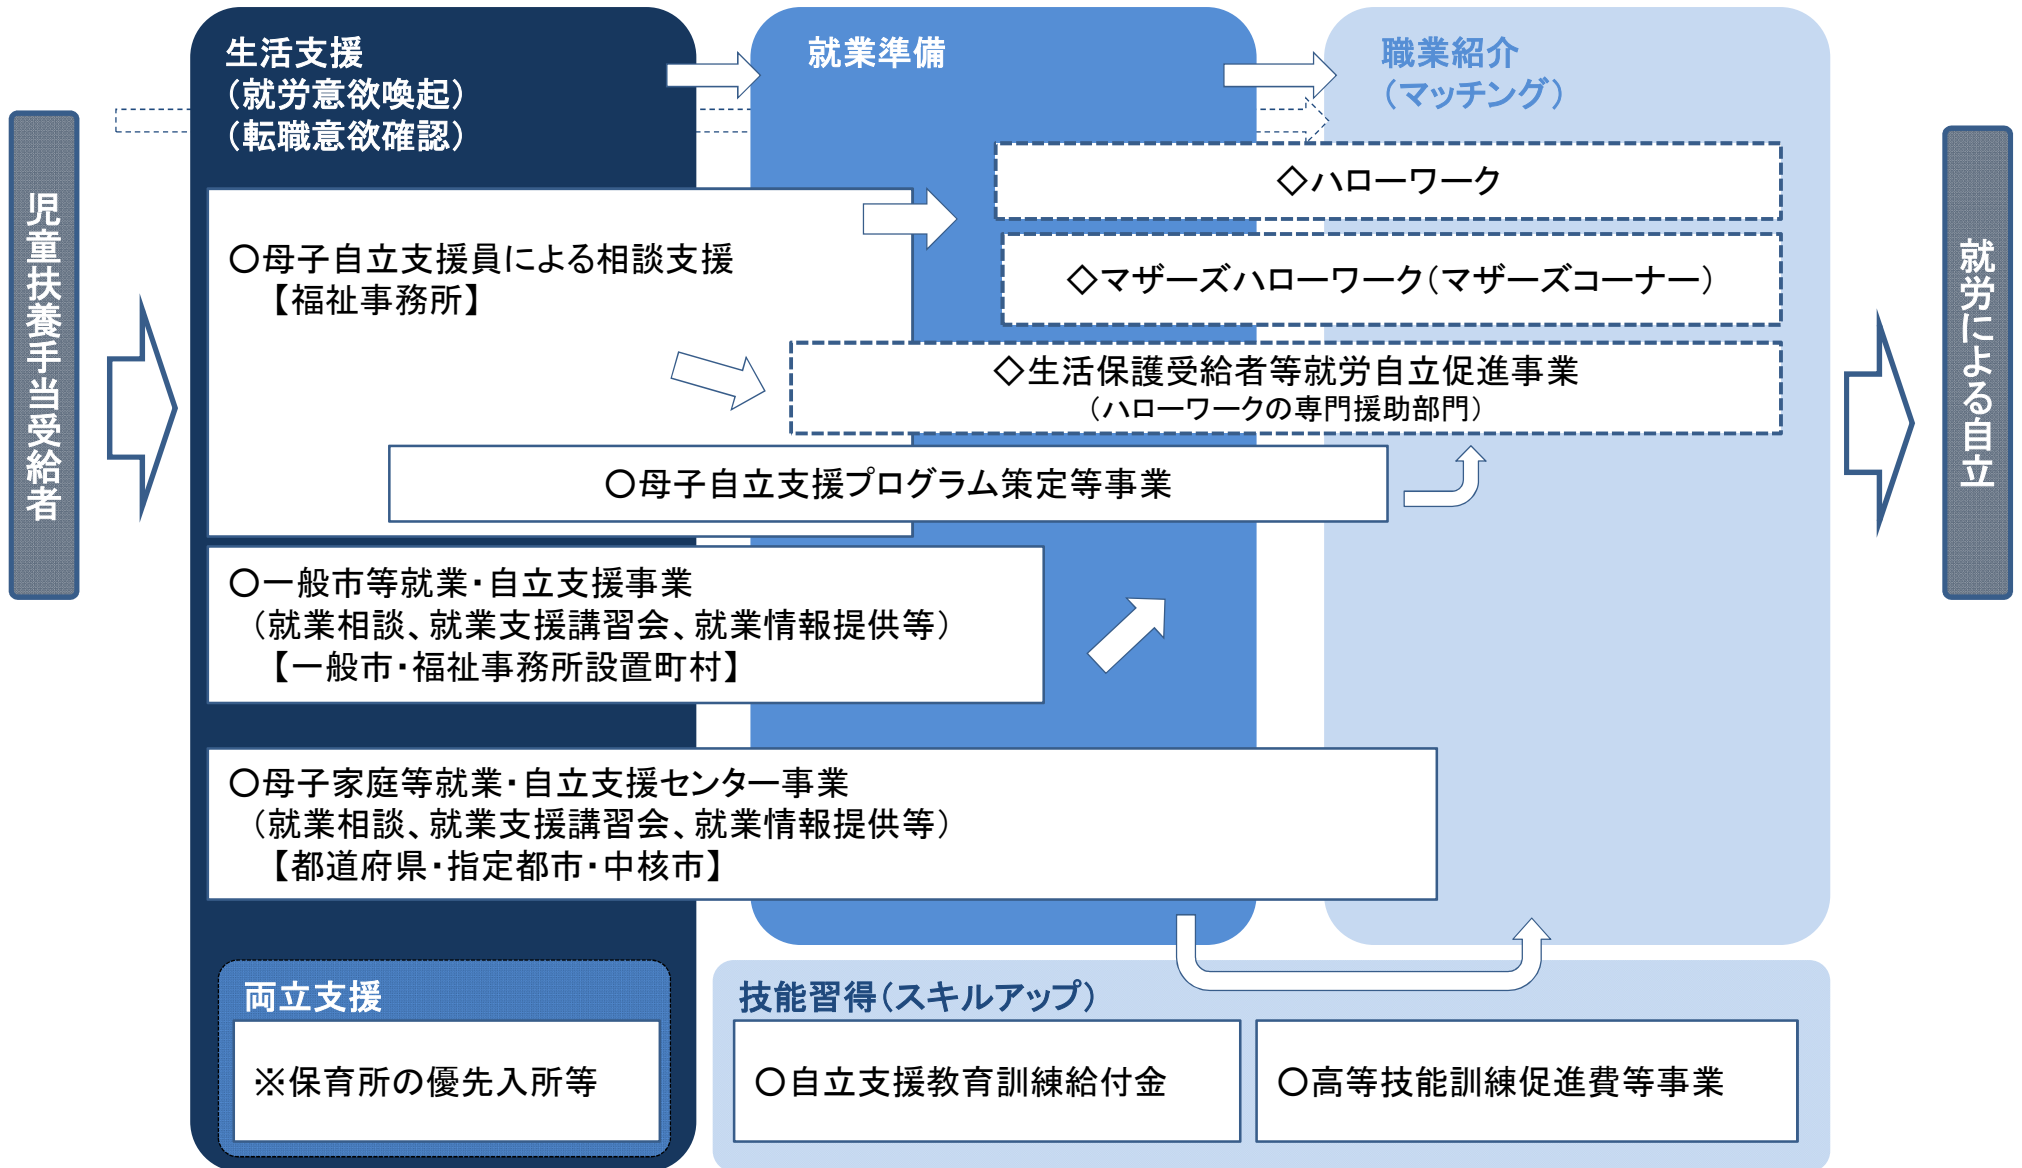 児童扶養手当受給者
生活支援
（就労意欲喚起）
（転職意欲確認）
就業準備
職業紹介
（マッチング）
◇ハローワーク
◇マザーズハローワーク（マザーズコーナー）
○母子自立支援員による相談支援
【福祉事務所】
◇生活保護受給者等就労自立促進事業
（ハローワークの専門援助部門）
○母子自立支援プログラム策定等事業
○一般市等就業・自立支援事業
（就業相談、就業支援講習会、就業情報提供等）
【一般市・福祉事務所設置町村】
○母子家庭等就業・自立支援センター事業
（就業相談、就業支援講習会、就業情報提供等）
【都道府県・指定都市・中核市】
両立支援
※保育所の優先入所等
技能習得（スキルアップ）
○自立支援教育訓練給付金
○高等技能訓練促進費等事業
就労による自立